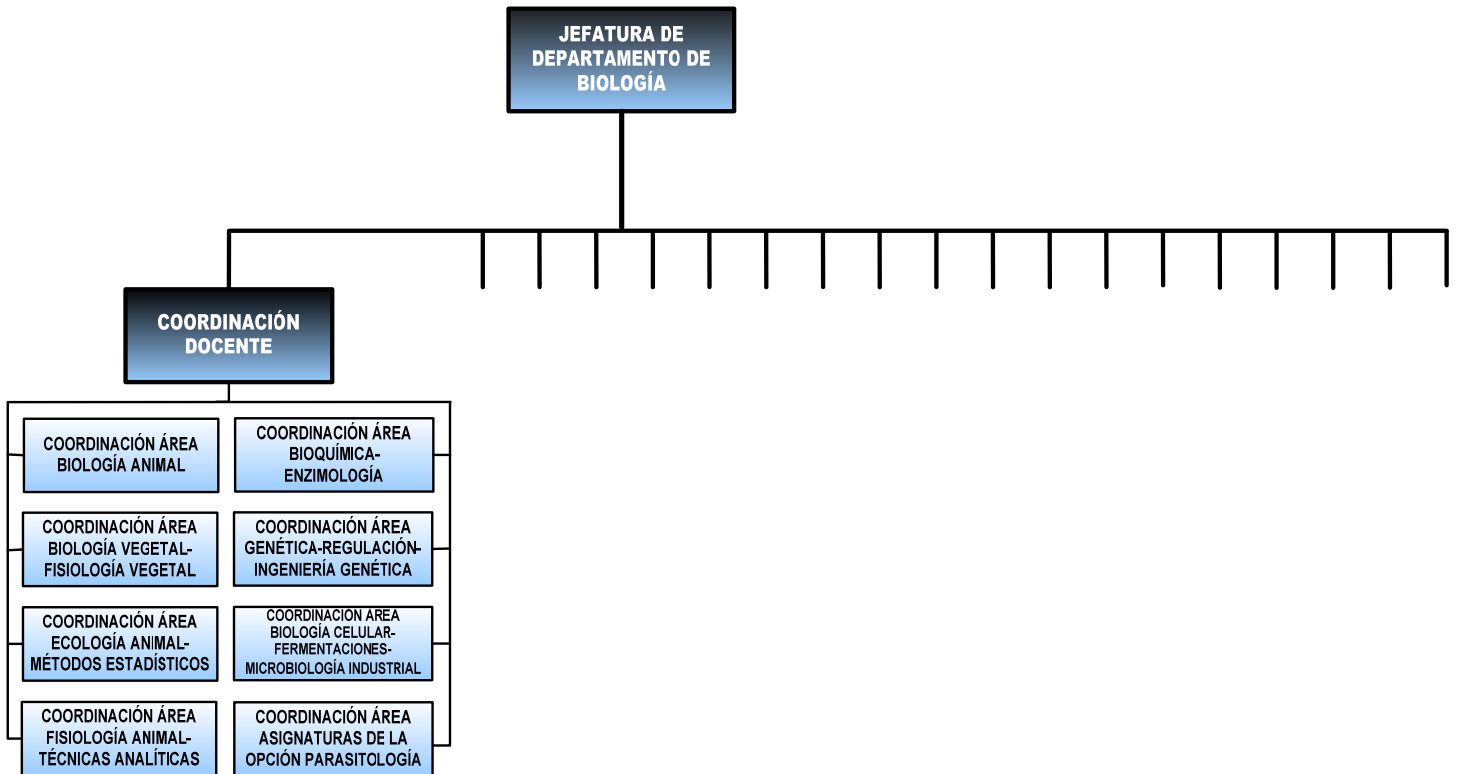 JEFATURA DE
DEPARTAMENTO DE
BIOLOGÍA
COORDINACIÓN
DOCENTE
COORDINACIÓN ÁREA
BIOLOGÍA ANIMAL
COORDINACIÓN ÁREA
BIOQUÍMICA-
ENZIMOLOGÍA
COORDINACIÓN ÁREA
BIOLOGÍA VEGETAL-
FISIOLOGÍA VEGETAL
COORDINACIÓN ÁREA
GENÉTICA-REGULACIÓN-
INGENIERÍA GENÉTICA
COORDINACIÓN ÁREA
ECOLOGÍA ANIMAL-
MÉTODOS ESTADÍSTICOS
COORDINACIÓN ÁREA
BIOLOGÍA CELULAR-
FERMENTACIONES-
MICROBIOLOGÍA INDUSTRIAL
COORDINACIÓN ÁREA
FISIOLOGÍA ANIMAL-
TÉCNICAS ANALÍTICAS
COORDINACIÓN ÁREA
ASIGNATURAS DE LA
OPCIÓN PARASITOLOGÍA